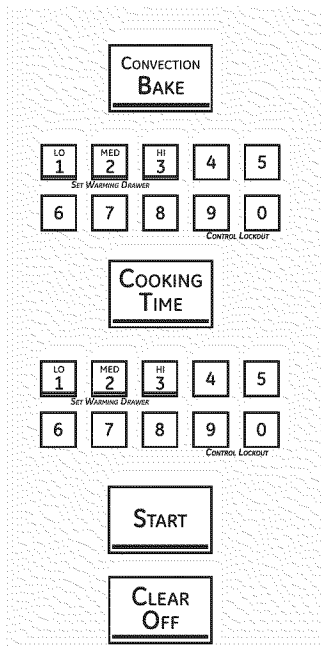 CONVECTION
BAKE
LO MED HI
1 2 3 4 5
SET WARMING DRAWER
6 7 8 9 0
CONTROL LOCKOUT
COOKING
TIME
LO MED HI
1 2 3 4 5
SET WARMING DRAWER
6 7 8 9 0
CONTROL LOCKOUT
START
CLEAR
OFF